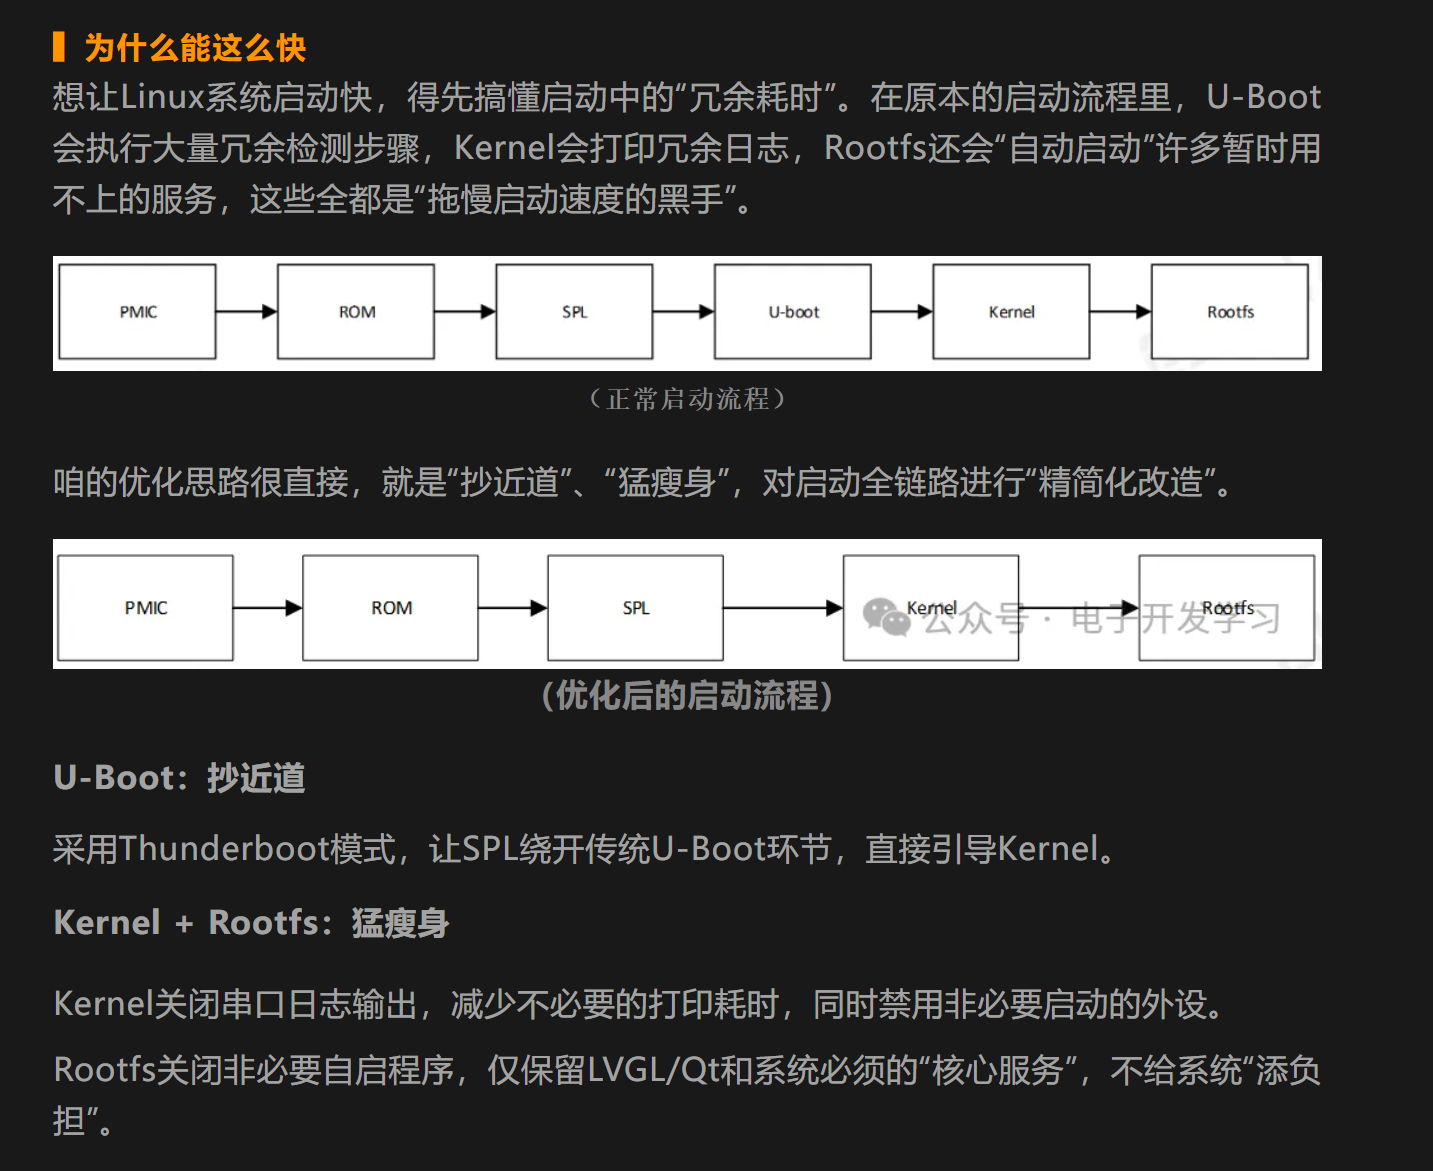 为什么能这么快
想让Linux系统启动快，得先搞懂启动中的“冗余耗时”。在原本的启动流程里，U-Boot
会执行大量冗余检测步骤，Kernel会打印冗余日志，Rootfs还会“自动启动”许多暂时用
不上的服务，这些全都是“拖慢启动速度的黑手”。
PMIC ROM SPL U-boot Kernel Rootfs
（正常启动流程）
咱的优化思路很直接，就是“抄近道”、“猛瘦身”，对启动全链路进行“精简化改造”。
PMIC ROM SPL Kernel Rootfs
公众号 · 电子开发学习
（优化后的启动流程）
U-Boot：抄近道
采用Thunderboot模式，让SPL绕开传统U-Boot环节，直接引导Kernel。
Kernel + Rootfs：猛瘦身
Kernel关闭串口日志输出，减少不必要的打印耗时，同时禁用非必要启动的外设。
Rootfs关闭非必要自启程序，仅保留LVGL/Qt和系统必须的“核心服务”，不给系统“添负
担”。